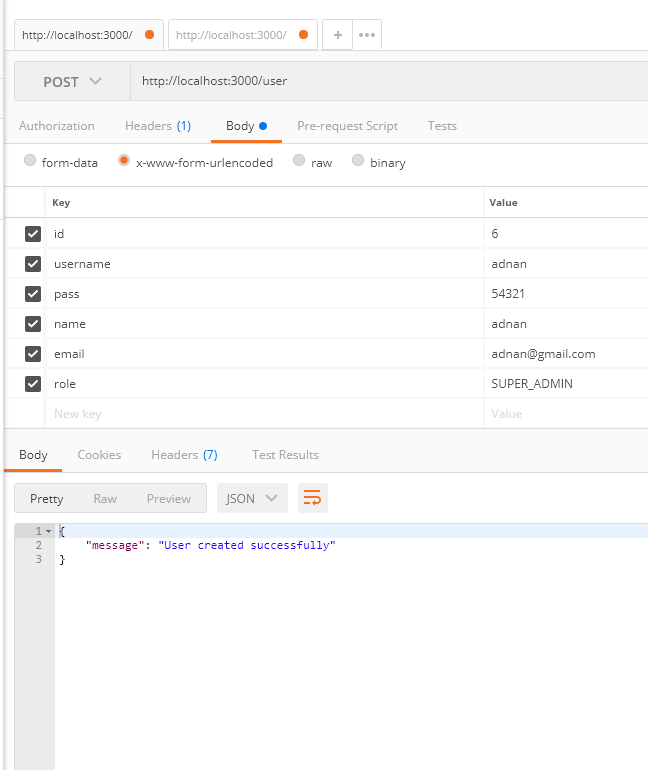 http://localhost:3000/ http://localhost:3000/ + •••
POST http://localhost:3000/user
Authorization Headers (1) Body Pre-request Script Tests
form-data x-www-form-urlencoded raw binary
Key Value
id 6
username adnan
pass 54321
name adnan
email adnan@gmail.com
role SUPER_ADMIN
New key Value
Body Cookies Headers (7) Test Results
Pretty Raw Preview JSON
1 {
2 "message": "User created successfully"
3 }